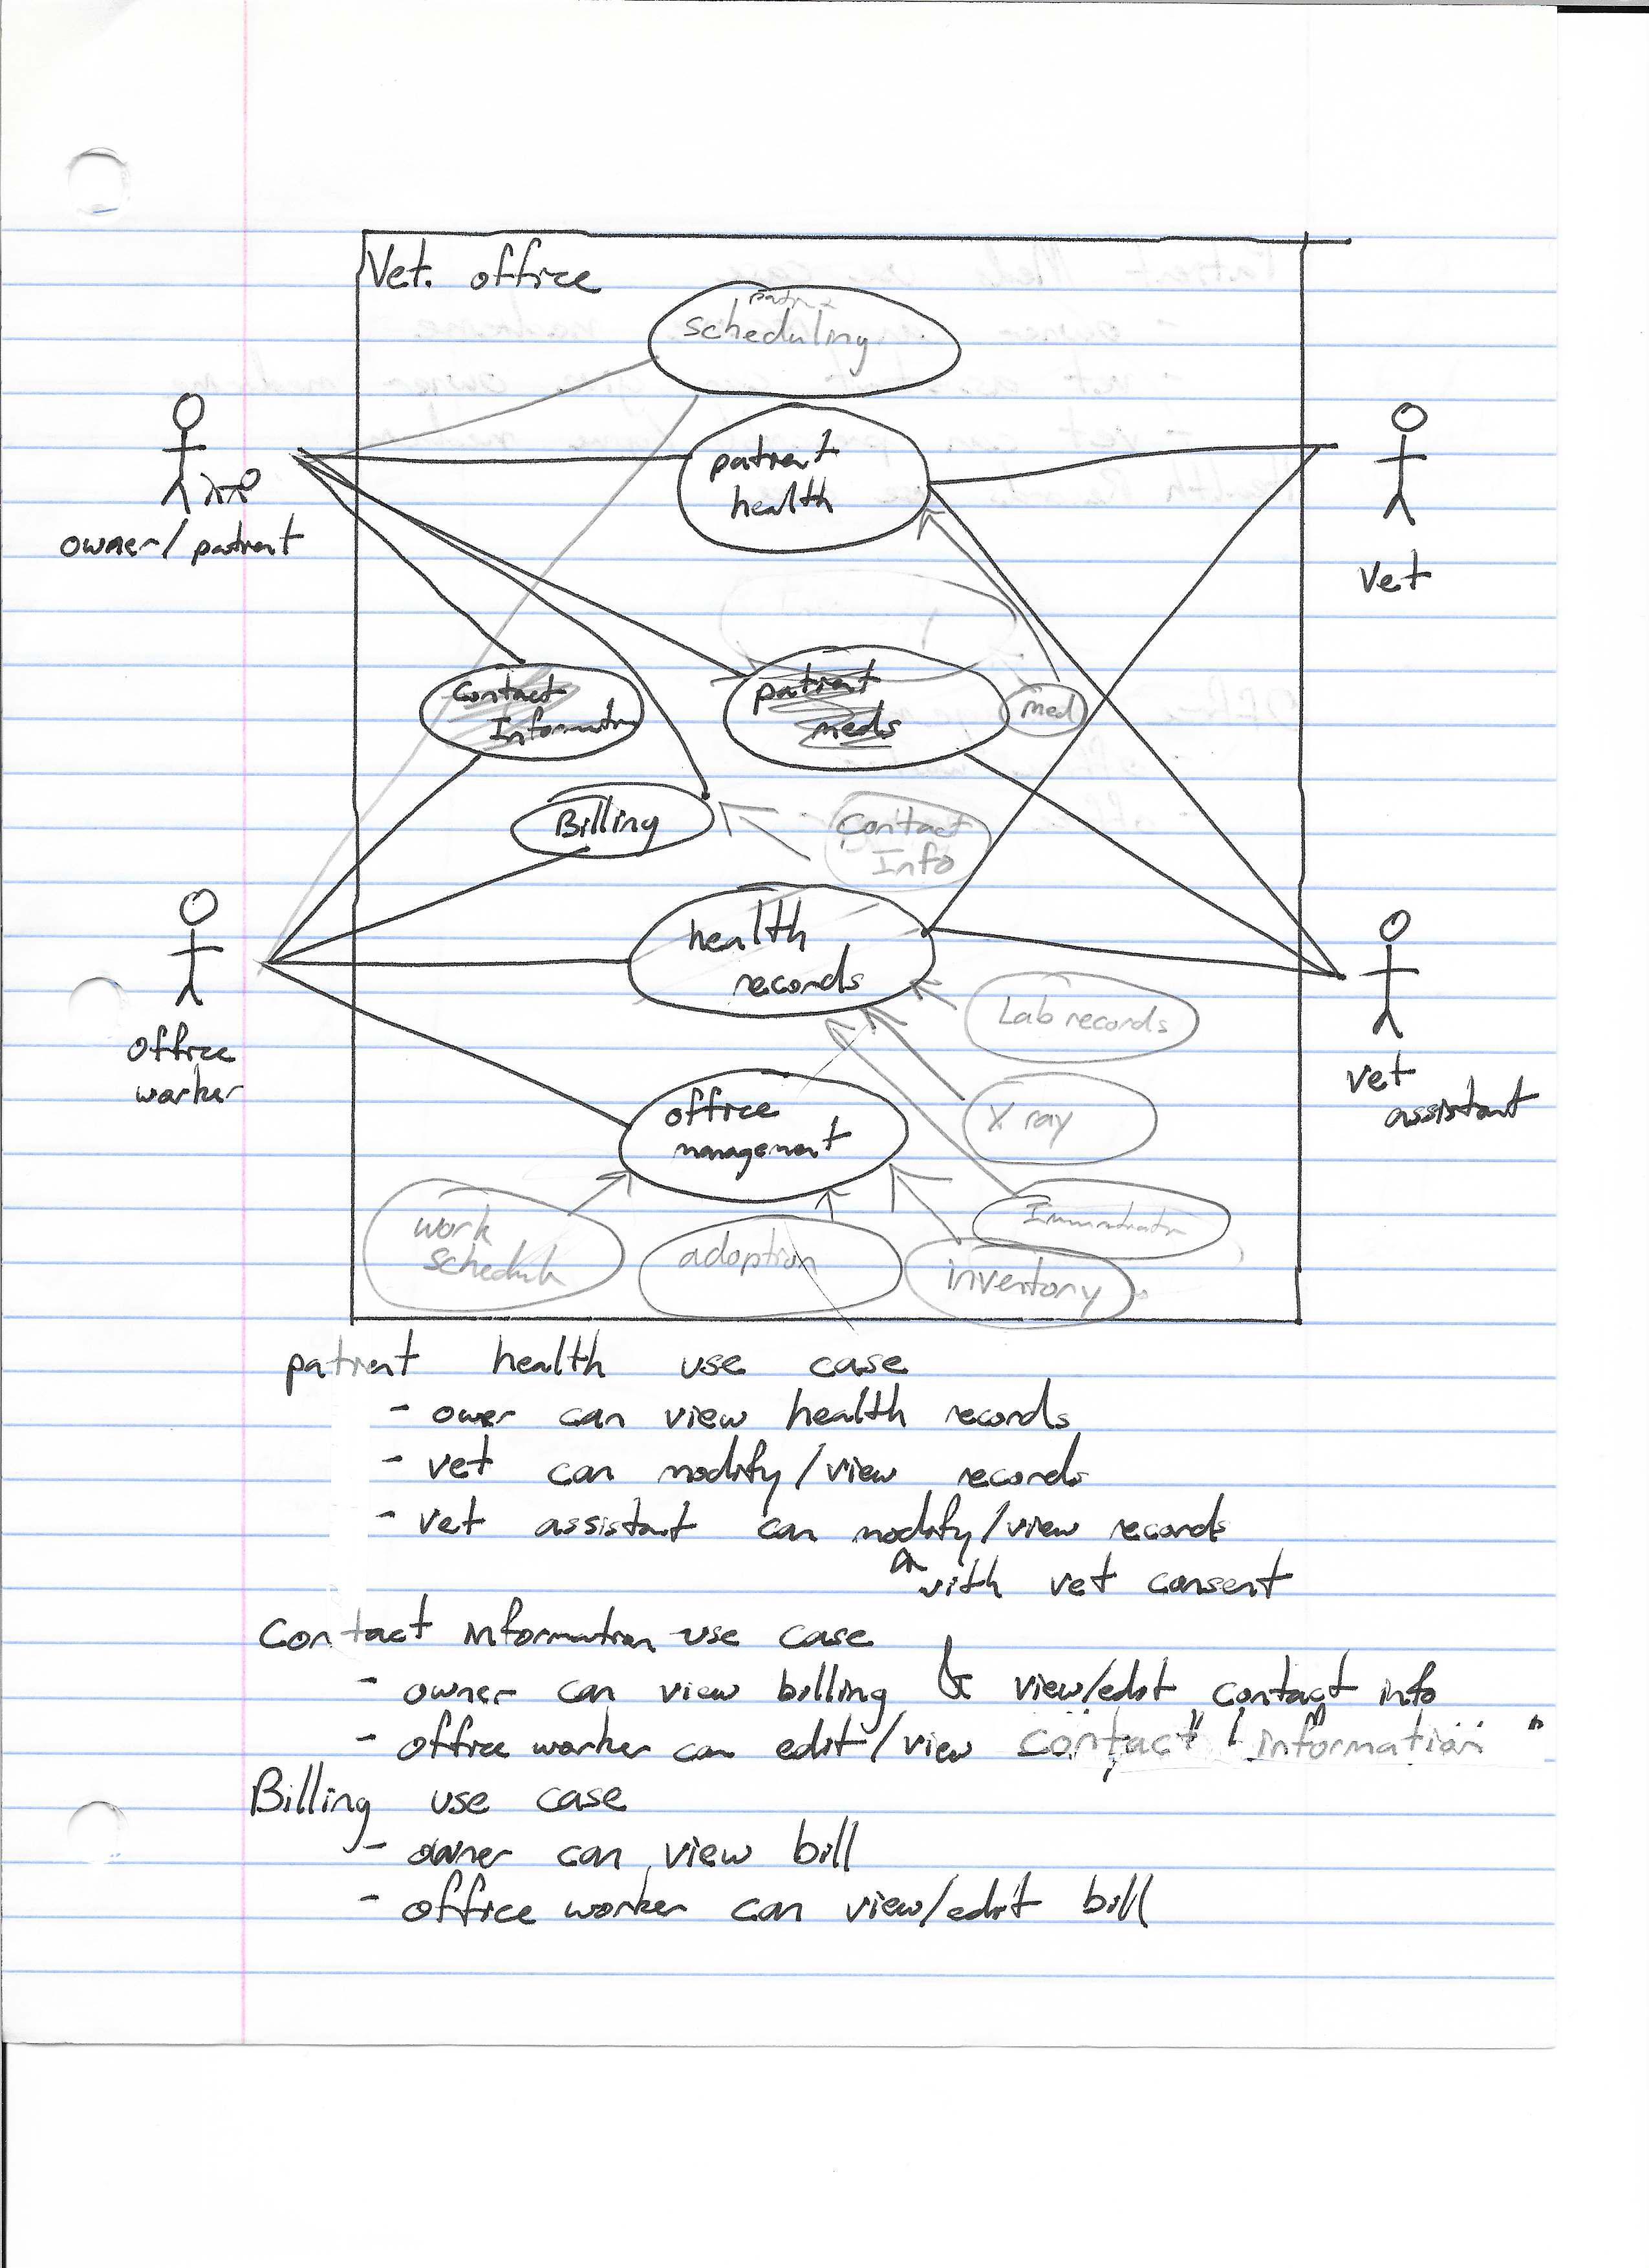 Vet. office
scheduling
patient
health
owner/patient
Vet
Contact
Information
patient
meds
med
Billing
Contact
Info
health
records
Lab records
office
worker
vet
assistant
office
management
X ray
work
schedule
adoption
inventory
patient health use case
- ower can view health records
- vet can modify/view records
- vet assistant can modify/view records
with vet consent
Contact Information use case
- owner can view billing & view/edit contact info
- office worker can edit/view contact information
Billing use case
- owner can view bill
- office worker can view/edit bill